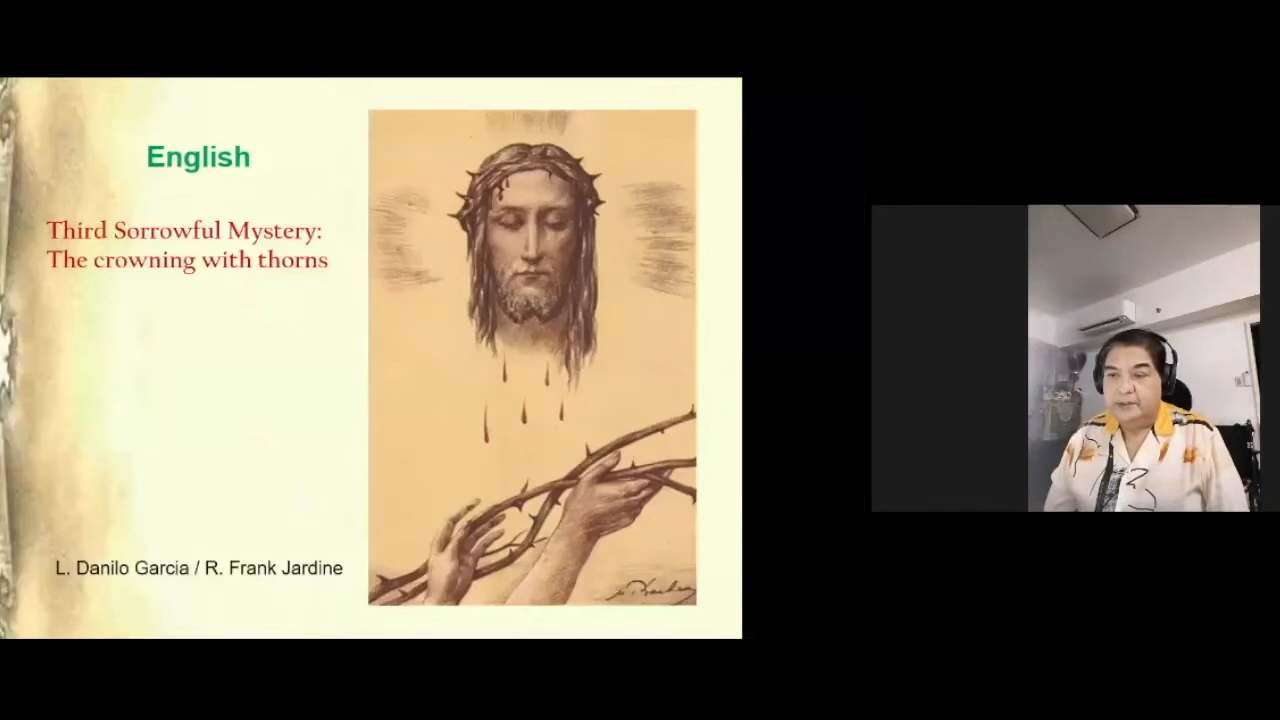 English
Third Sorrowful Mystery:
The crowning with thorns
L. Danilo Garcia / R. Frank Jardine